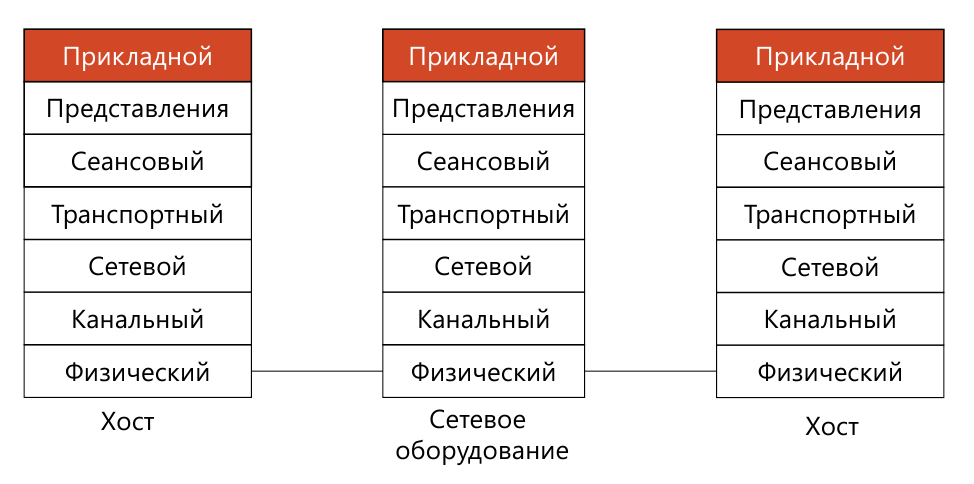 Прикладной
Представления
Сеансовый
Транспортный
Сетевой
Канальный
Физический
Хост
Прикладной
Представления
Сеансовый
Транспортный
Сетевой
Канальный
Физический
Сетевое
оборудование
Прикладной
Представления
Сеансовый
Транспортный
Сетевой
Канальный
Физический
Хост